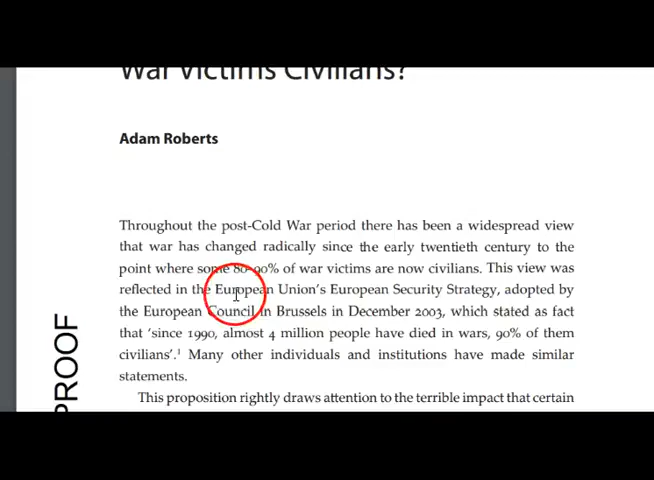 War Victims Civilians?
Adam Roberts
Throughout the post-Cold War period there has been a widespread view
that war has changed radically since the early twentieth century to the
point where some 80–90% of war victims are now civilians. This view was
reflected in the European Union's European Security Strategy, adopted by
the European Council in Brussels in December 2003, which stated as fact
that 'since 1990, almost 4 million people have died in wars, 90% of them
civilians'.¹ Many other individuals and institutions have made similar
statements.
This proposition rightly draws attention to the terrible impact that certain
PROOF